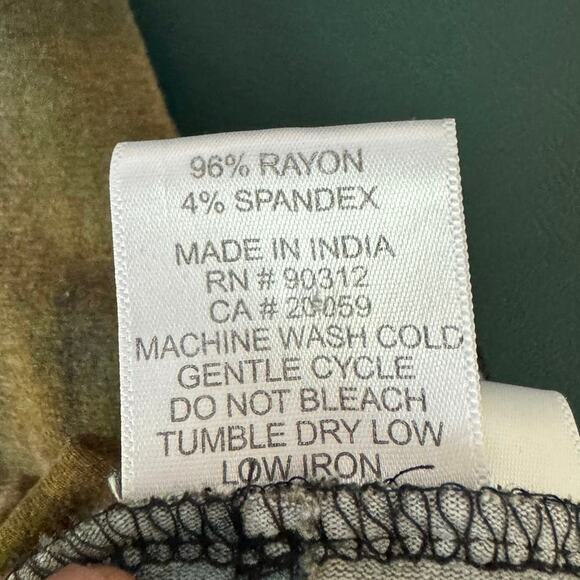 96% RAYON
4% SPANDEX
MADE IN INDIA
RN # 90312
CA # 20059
MACHINE WASH COLD
GENTLE CYCLE
DO NOT BLEACH
TUMBLE DRY LOW
LOW IRON